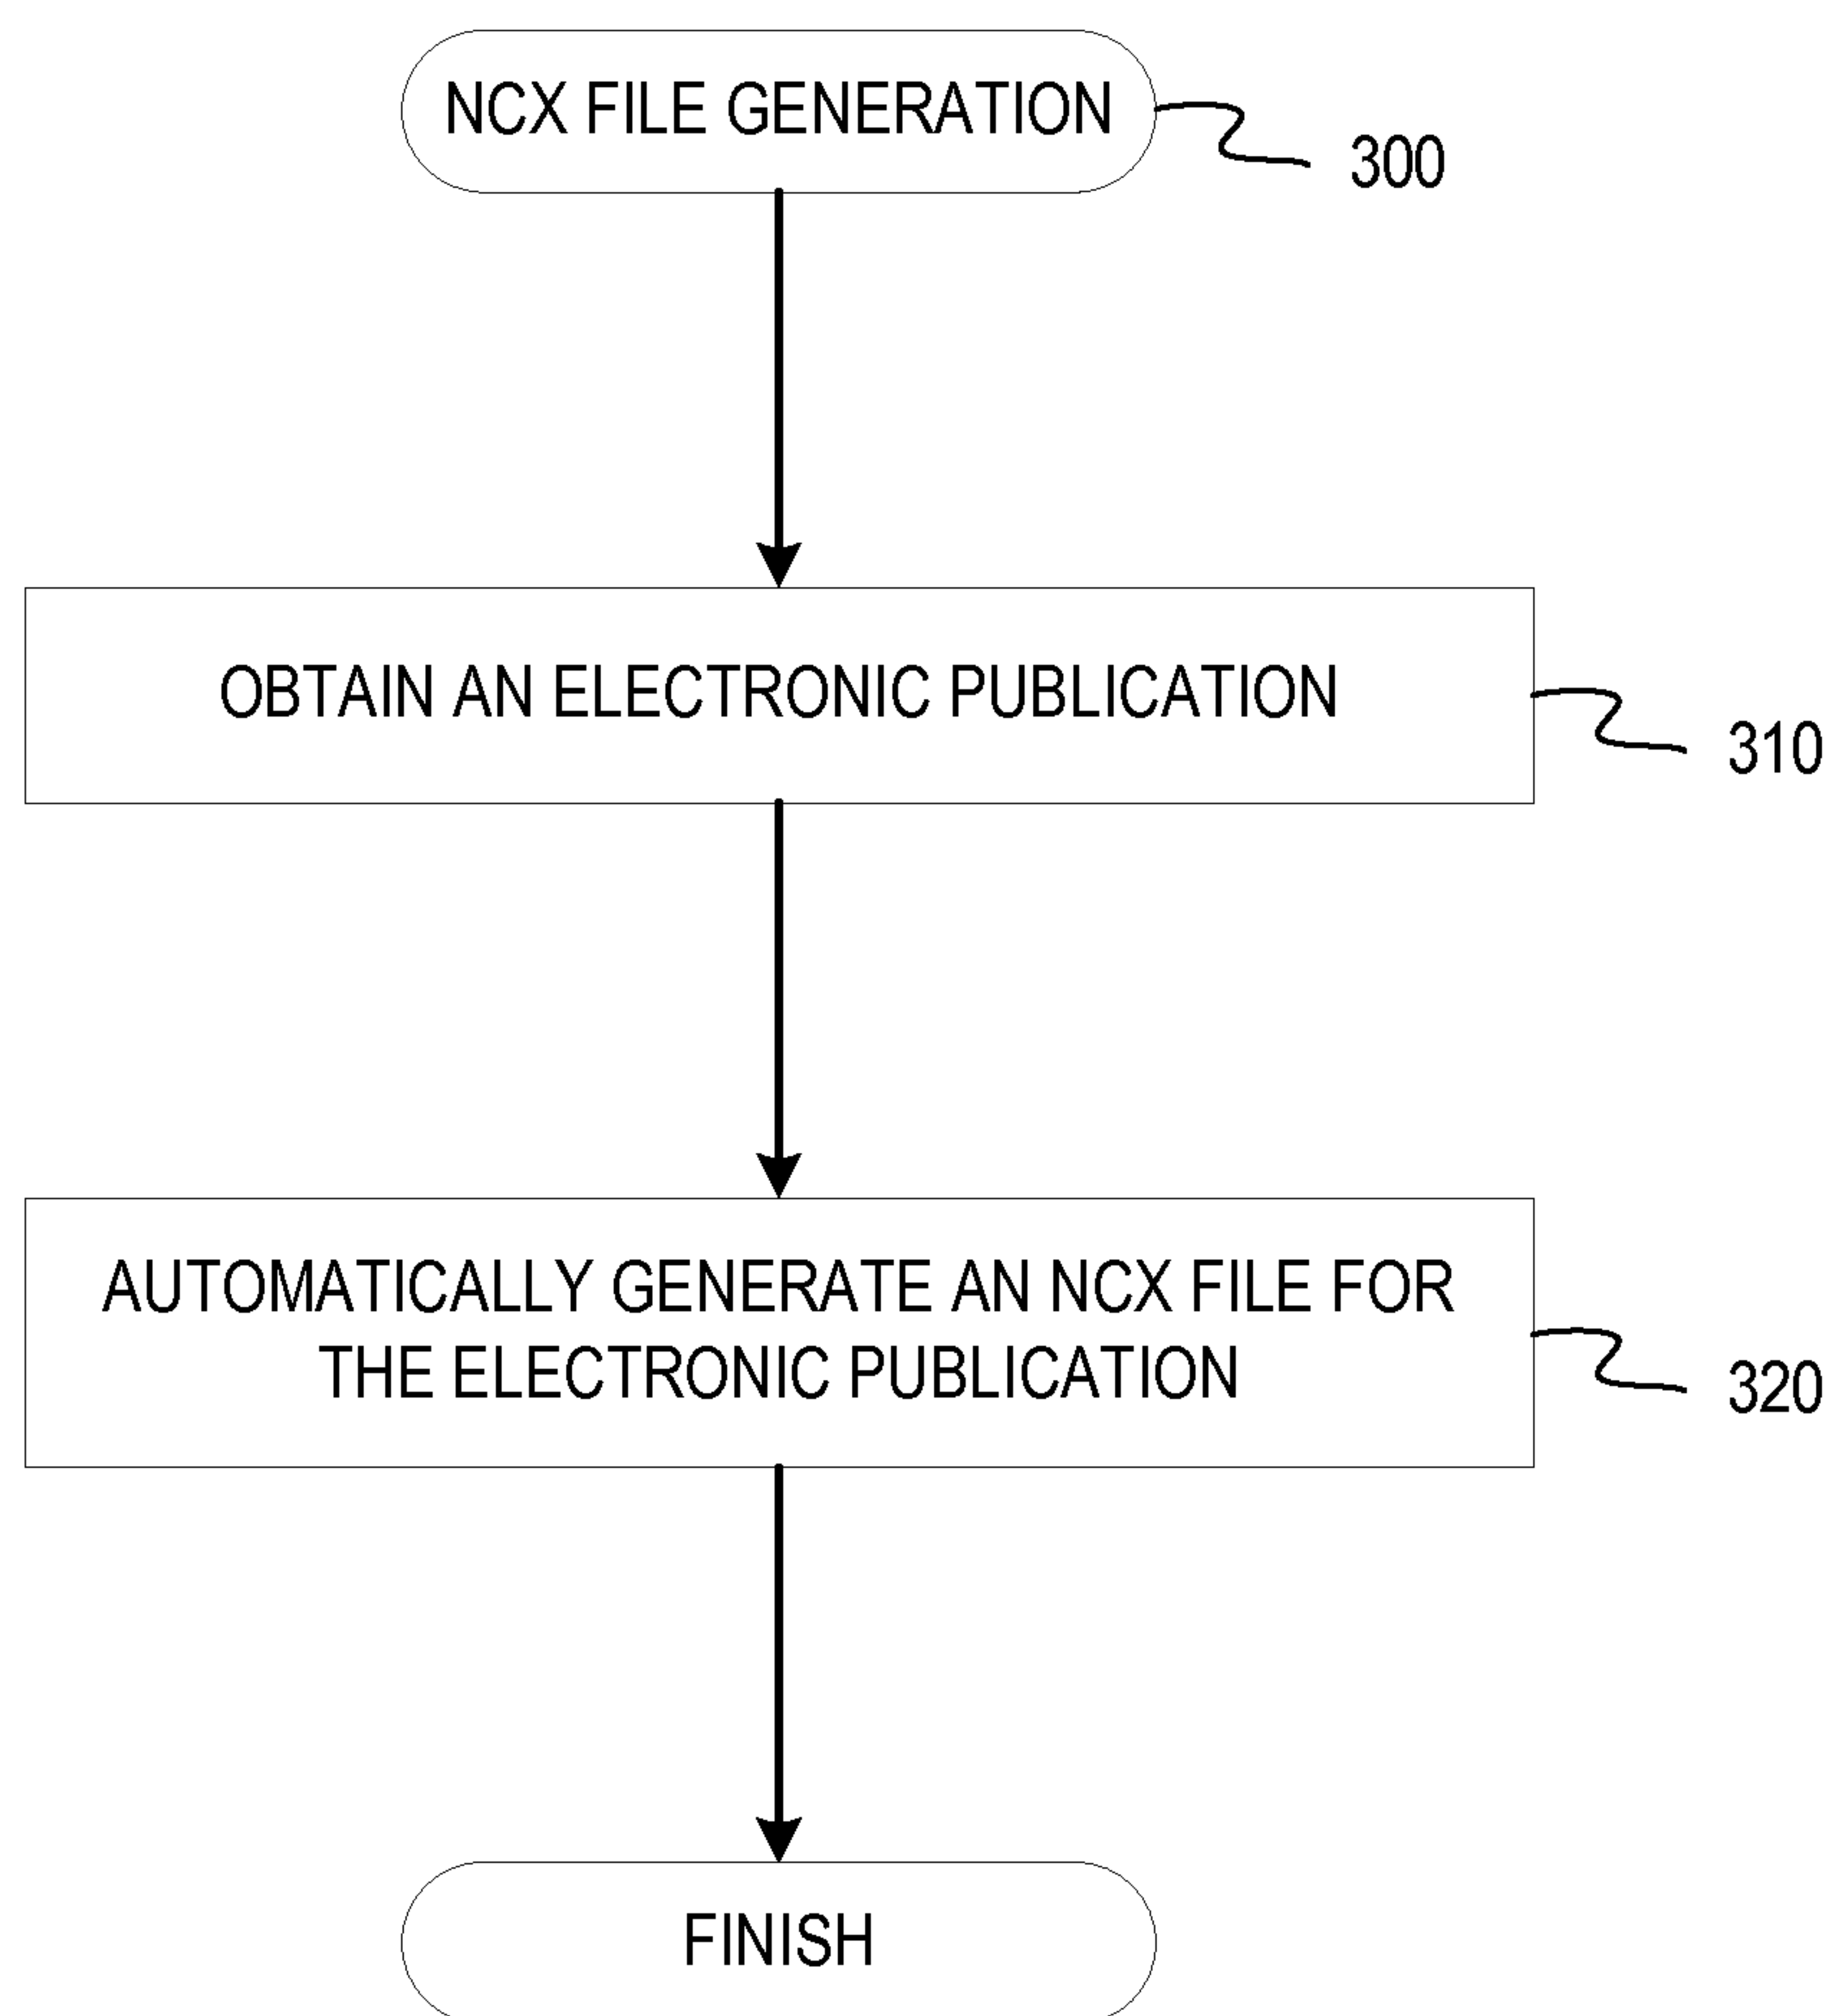 NCX FILE GENERATION
300
OBTAIN AN ELECTRONIC PUBLICATION
310
AUTOMATICALLY GENERATE AN NCX FILE FOR
THE ELECTRONIC PUBLICATION
320
FINISH